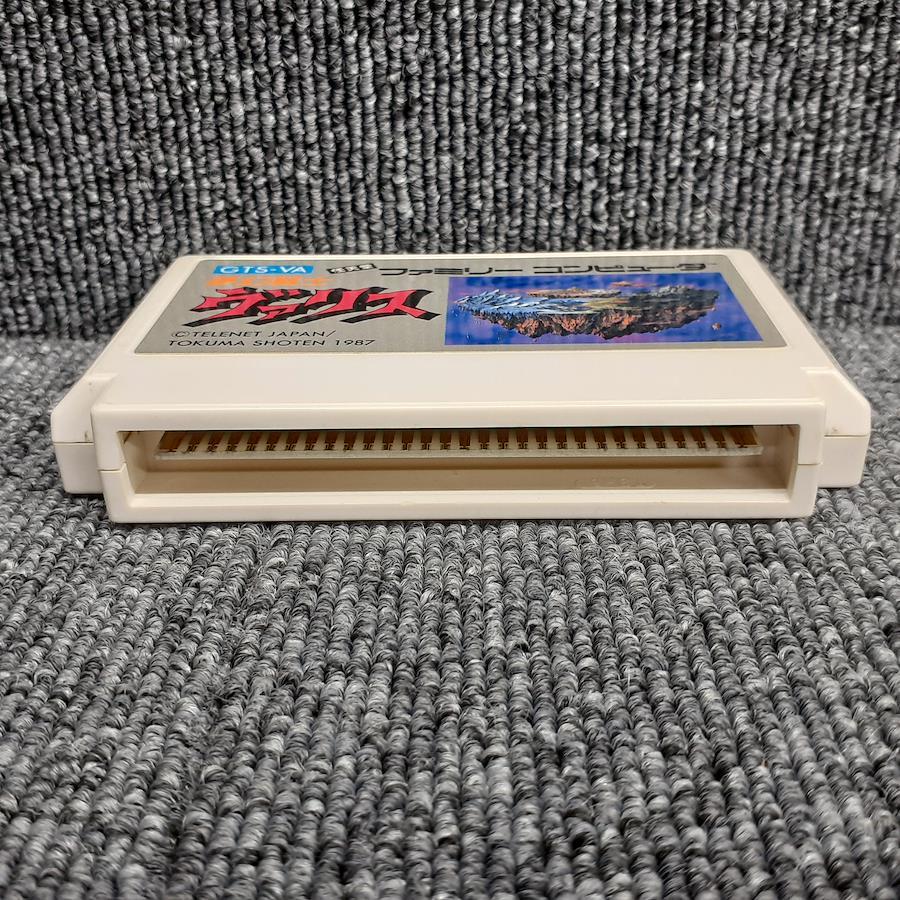 GTS-VA
ファミリー コンピュータ
ヴァリス
©TELENET JAPAN/
TOKUMA SHOTEN 1987